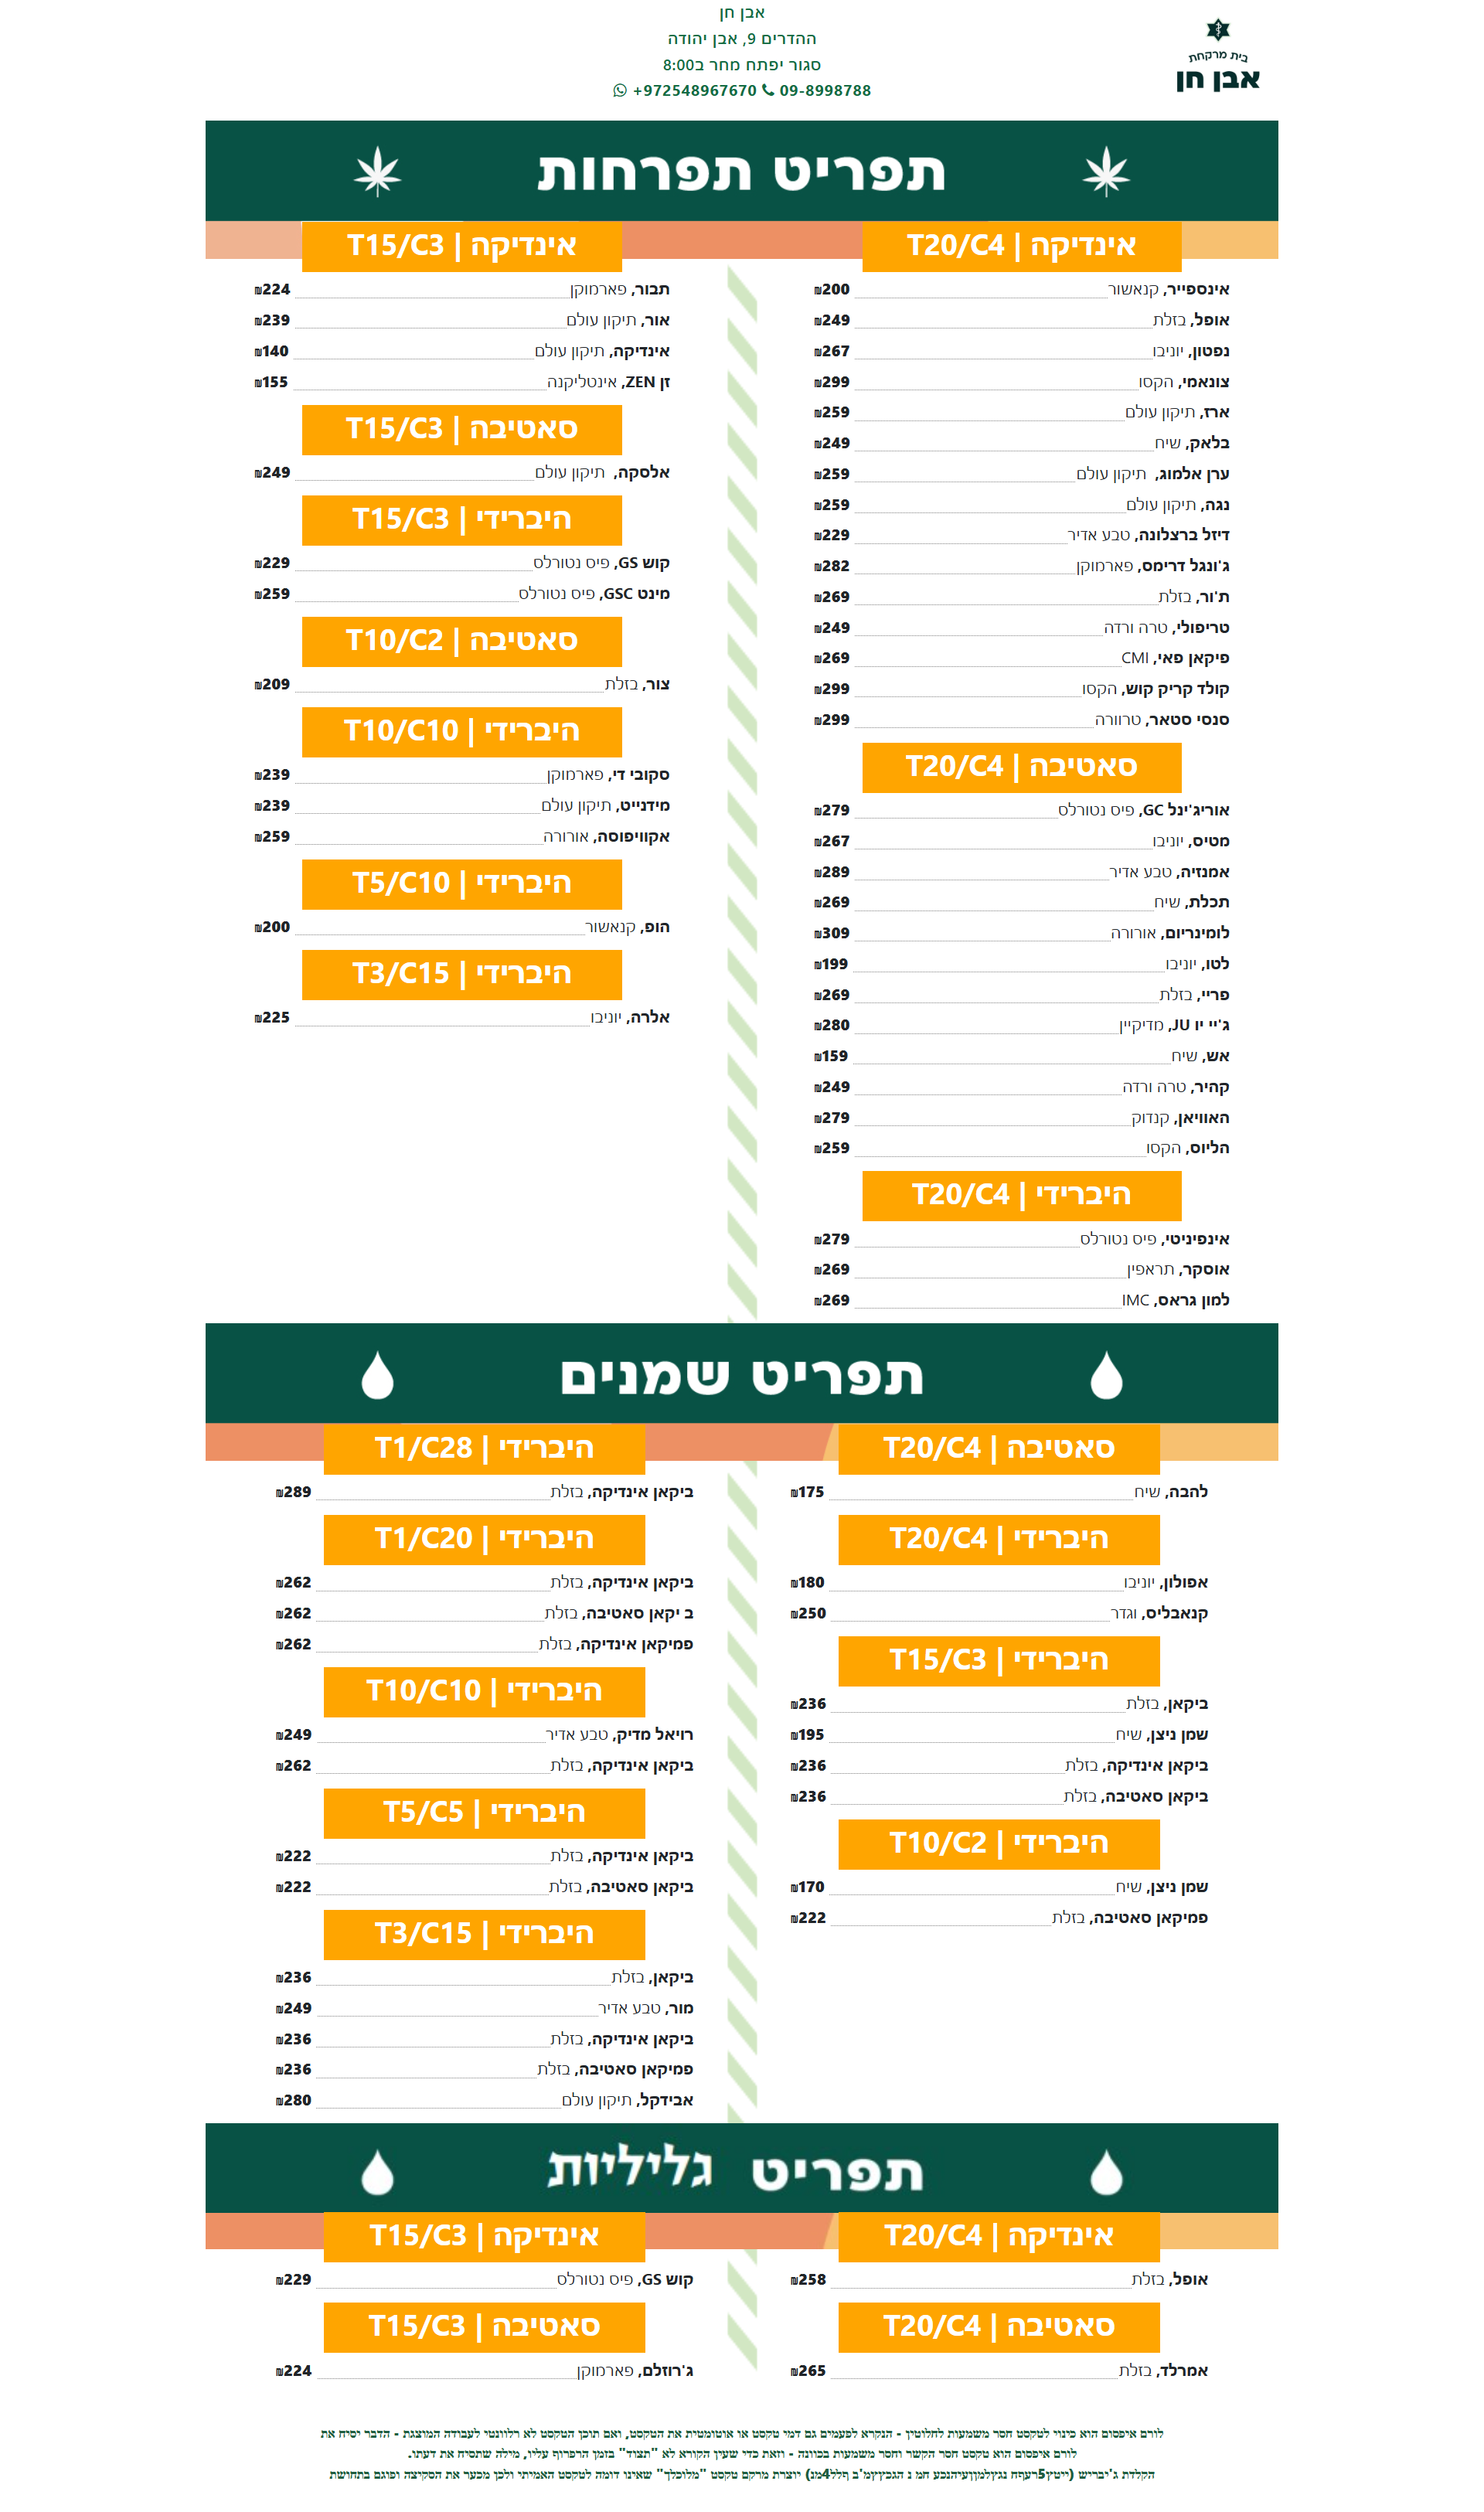 אבן חן
ההדרים 9, אבן יהודה
סגור יפתח מחר ב8:00
09-8998788 +972548967670
בית מרקחת
אבן חן
תפריט תפרחות
אינדיקה | T20/C4
אינספייר, קנאשור ₪200
אופל, בזלת ₪249
נפטון, יוניבו ₪267
צונאמי, הקסו ₪299
ארז, תיקון עולם ₪259
בלאק, שיח ₪249
ערן אלמוג, תיקון עולם ₪259
נגה, תיקון עולם ₪259
דיזל ברצלונה, טבע אדיר ₪229
ג'ונגל דרימס, פארמוקן ₪282
ת'ור, בזלת ₪269
טריפולי, טרה ורדה ₪249
פיקאן פאי, CMI ₪269
קולד קריק קוש, הקסו ₪299
סנסי סטאר, טרוורה ₪299
סאטיבה | T20/C4
אוריג'ינל GC, פיס נטורלס ₪279
מטיס, יוניבו ₪267
אמנזיה, טבע אדיר ₪289
תכלת, שיח ₪269
לומינריום, אורורה ₪309
לטו, יוניבו ₪199
פריי, בזלת ₪269
ג'יי יו JU, מדיקיין ₪280
אש, שיח ₪159
קהיר, טרה ורדה ₪249
האוויאן, קנדוק ₪279
הליוס, הקסו ₪259
היברידי | T20/C4
אינפיניטי, פיס נטורלס ₪279
אוסקר, תראפין ₪269
למון גראס, IMC ₪269
אינדיקה | T15/C3
תבור, פארמוקן ₪224
אור, תיקון עולם ₪239
אינדיקה, תיקון עולם ₪140
זן ZEN, אינטליקנה ₪155
סאטיבה | T15/C3
אלסקה, תיקון עולם ₪249
היברידי | T15/C3
קוש GS, פיס נטורלס ₪229
מינט GSC, פיס נטורלס ₪259
סאטיבה | T10/C2
צור, בזלת ₪209
היברידי | T10/C10
סקובי די, פארמוקן ₪239
מידנייט, תיקון עולם ₪239
אקוויפוסה, אורורה ₪259
היברידי | T5/C10
הופ, קנאשור ₪200
היברידי | T3/C15
אלרה, יוניבו ₪225
תפריט שמנים
סאטיבה | T20/C4
להבה, שיח ₪175
היברידי | T20/C4
אפולון, יוניבו ₪180
קנאבליס, וגדר ₪250
היברידי | T15/C3
ביקאן, בזלת ₪236
שמן ניצן, שיח ₪195
ביקאן אינדיקה, בזלת ₪236
ביקאן סאטיבה, בזלת ₪236
היברידי | T10/C2
שמן ניצן, שיח ₪170
פמיקאן סאטיבה, בזלת ₪222
היברידי | T1/C28
ביקאן אינדיקה, בזלת ₪289
היברידי | T1/C20
ביקאן אינדיקה, בזלת ₪262
ב יקאן סאטיבה, בזלת ₪262
פמיקאן אינדיקה, בזלת ₪262
היברידי | T10/C10
רויאל מדיק, טבע אדיר ₪249
ביקאן אינדיקה, בזלת ₪262
היברידי | T5/C5
ביקאן אינדיקה, בזלת ₪222
ביקאן סאטיבה, בזלת ₪222
היברידי | T3/C15
ביקאן, בזלת ₪236
מור, טבע אדיר ₪249
ביקאן אינדיקה, בזלת ₪236
פמיקאן סאטיבה, בזלת ₪236
אבידקל, תיקון עולם ₪280
תפריט גליליות
אינדיקה | T20/C4
אופל, בזלת ₪258
סאטיבה | T20/C4
אמרלד, בזלת ₪265
אינדיקה | T15/C3
קוש GS, פיס נטורלס ₪229
סאטיבה | T15/C3
ג'רוזלם, פארמוקן ₪224
לורם איפסום הוא כינוי לטקסט חסר משמעות לחלוטין - הנקרא לפעמים גם דמי טקסט או אוטומטית את הטקסט, ואם תוכן הטקסט לא רלוונטי לעבודה המוצגת - הדבר יסיח את
לורם איפסום הוא טקסט חסר הקשר וחסר משמעות בכוונה - וזאת כדי שעין הקורא לא "תצוד" בזמן הרפרוף עליו, מילה שתסיח את דעתו.
הקלדת ג'יבריש יוצרת מרקם טקסט "מלוכלך" שאינו דומה לטקסט האמיתי ולכן מכער את הסקיצה ופוגם בתחושת